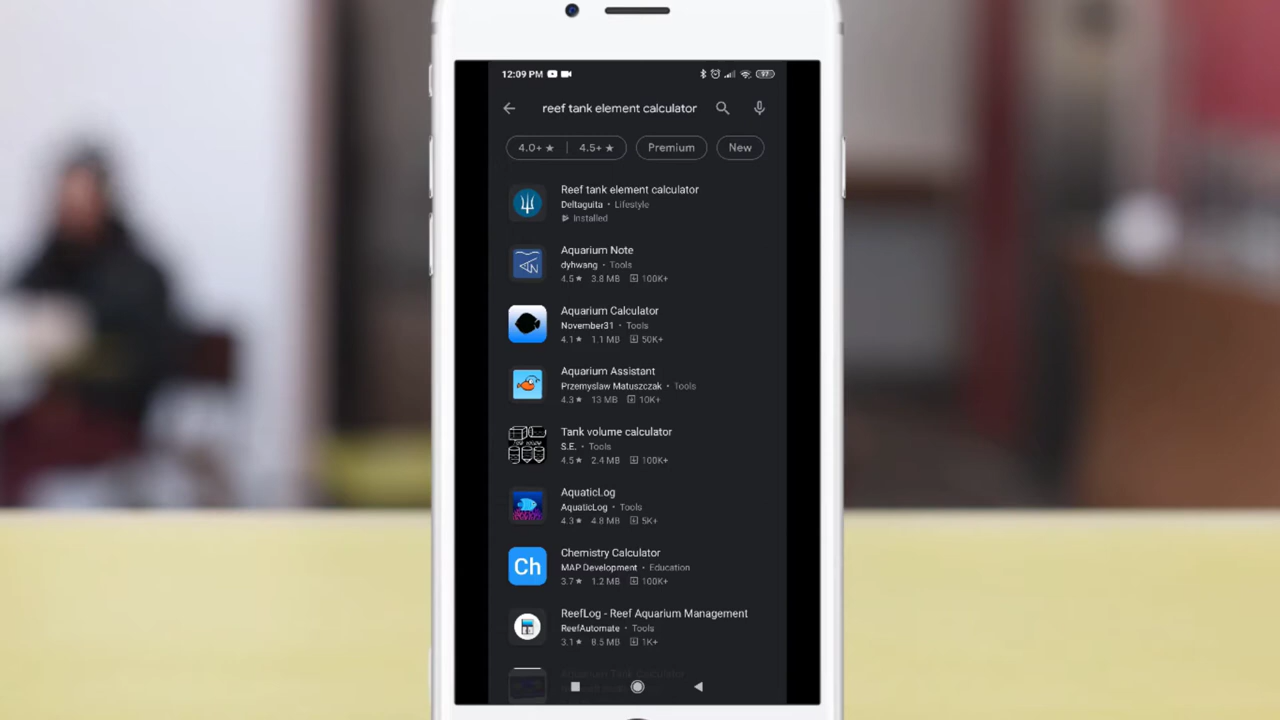 12:09 PM
97
reef tank element calculator
4.0+ ★ 4.5+ ★ Premium New
Reef tank element calculator
Deltaguita • Lifestyle
Installed
Aquarium Note
dyhwang • Tools
4.5★ 3.8 MB 100K+
Aquarium Calculator
November31 • Tools
4.1★ 1.1 MB 50K+
Aquarium Assistant
Przemyslaw Matuszczak • Tools
4.3★ 13 MB 10K+
Tank volume calculator
S.E. • Tools
4.5★ 2.4 MB 100K+
AquaticLog
AquaticLog • Tools
4.3★ 4.8 MB 5K+
Ch
Chemistry Calculator
MAP Development • Education
3.7★ 1.2 MB 100K+
ReefLog - Reef Aquarium Management
ReefAutomate • Tools
3.1★ 8.5 MB 1K+
Aquarium Tank Calculator